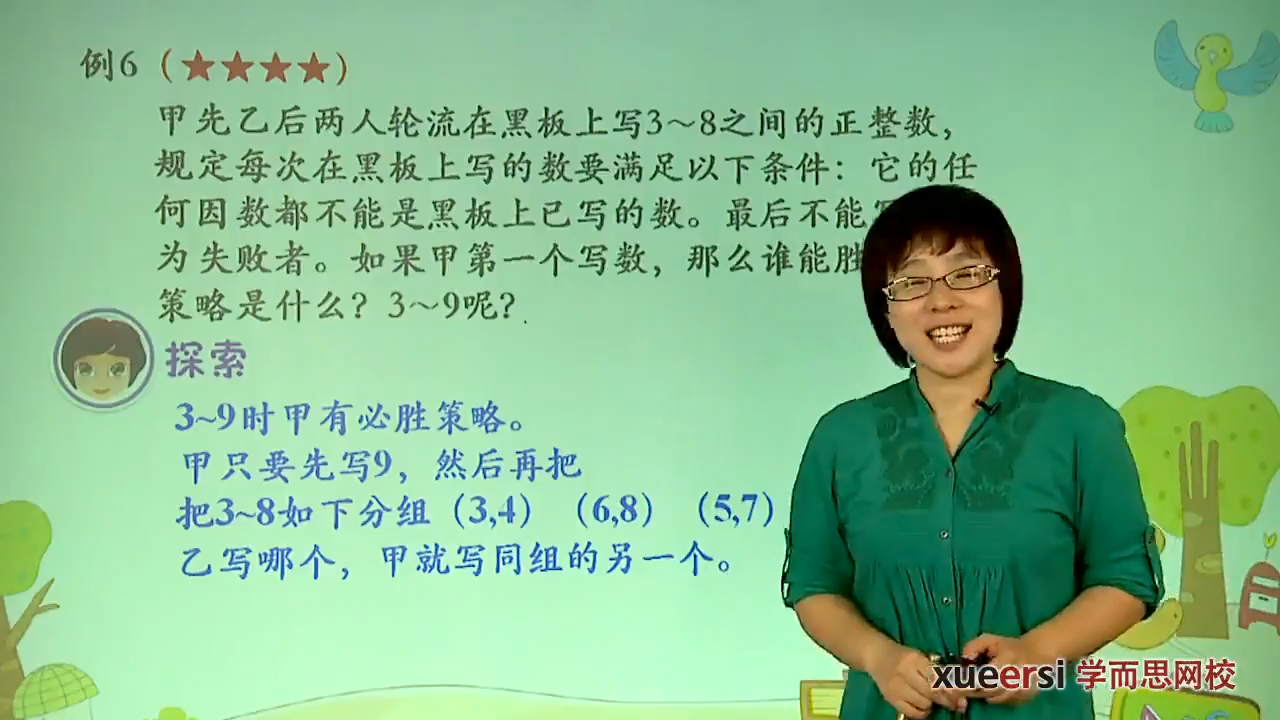 例6（★★★★）
甲先乙后两人轮流在黑板上写3～8之间的正整数，
规定每次在黑板上写的数要满足以下条件：它的任
何因数都不能是黑板上已写的数。最后不能
为失败者。如果甲第一个写数，那么谁能胜
策略是什么？3～9呢？
探索
3~9时甲有必胜策略。
甲只要先写9，然后再把
把3~8如下分组（3,4）（6,8）（5,7）
乙写哪个，甲就写同组的另一个。
xueersi 学而思网校